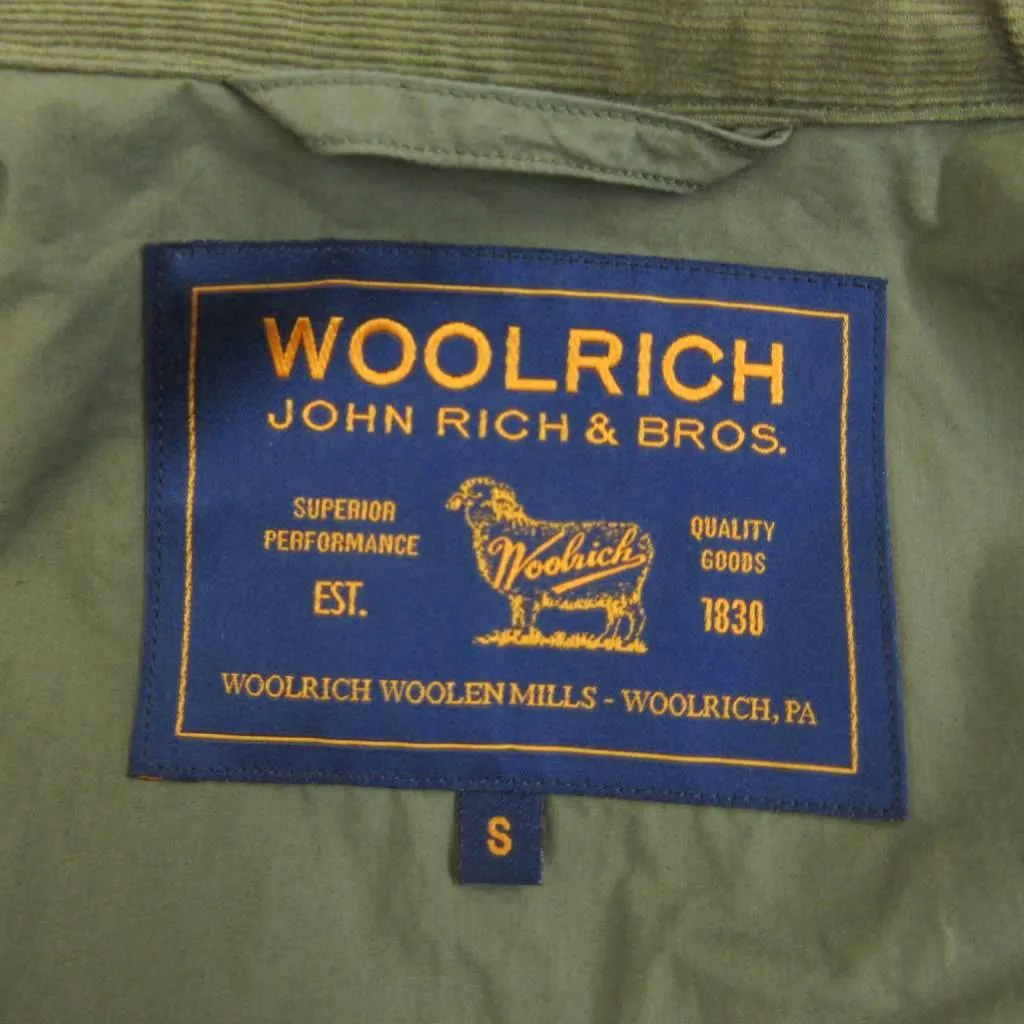 WOOLRICH
JOHN RICH & BROS.
SUPERIOR
PERFORMANCE
EST.
Woolrich
QUALITY
GOODS
1830
WOOLRICH WOOLEN MILLS - WOOLRICH, PA
S